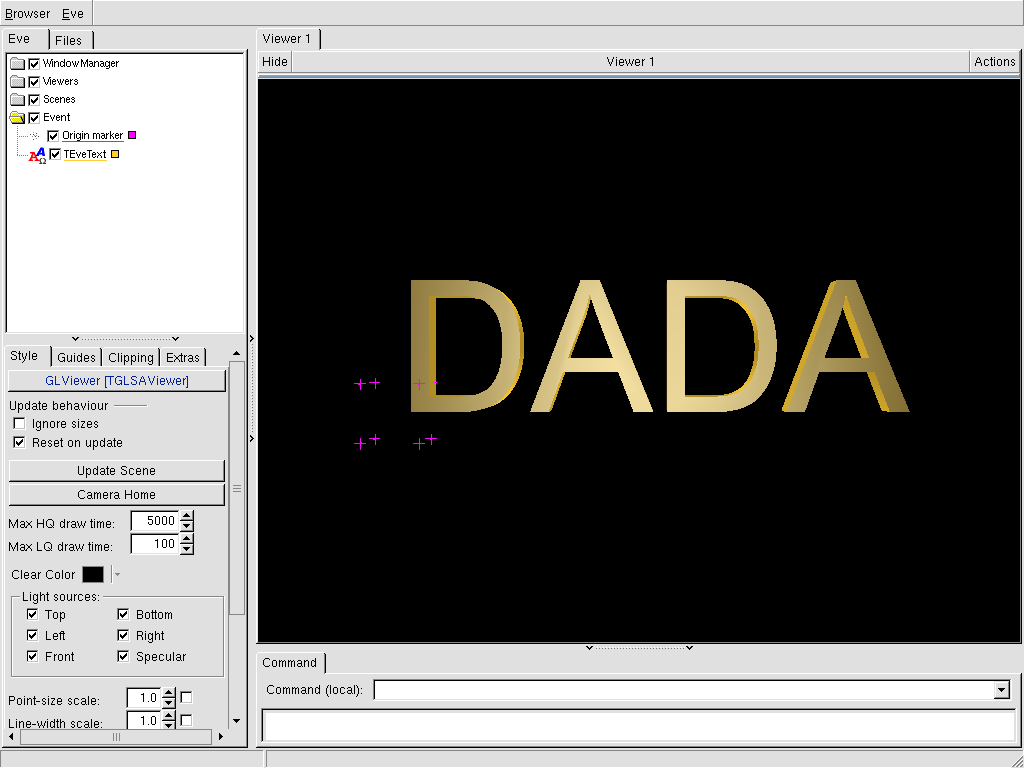 Browser Eve
Eve Files
WindowManager
Viewers
Scenes
Event
Origin marker
TEveText
Style Guides Clipping Extras
GLViewer [TGLSAViewer]
Update behaviour
Ignore sizes
Reset on update
Update Scene
Camera Home
Max HQ draw time: 5000
Max LQ draw time: 100
Clear Color
Light sources:
Top Bottom
Left Right
Front Specular
Point-size scale: 1.0
Line-width scale: 1.0
Viewer 1
Hide Viewer 1 Actions
DADA
Command
Command (local):